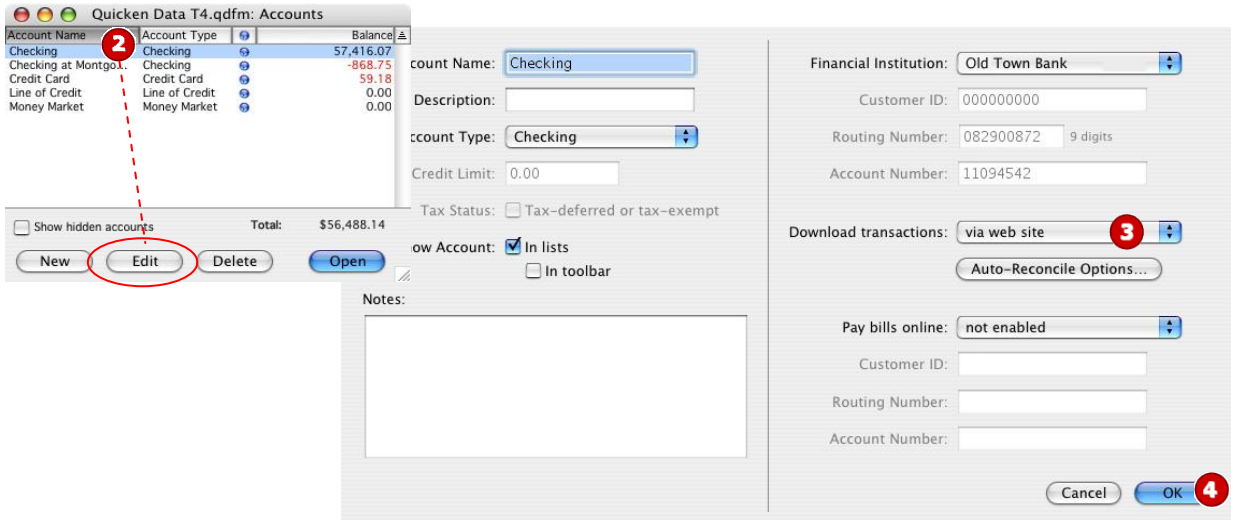 Quicken Data T4.qdfm: Accounts
Account Name Account Type Balance
2
Checking Checking 57,416.07
Checking at Montgo... Checking -868.75
Credit Card Credit Card 59.18
Line of Credit Line of Credit 0.00
Money Market Money Market 0.00
Show hidden accounts Total: $56,488.14
New Edit Delete Open
count Name: Checking
Description:
ccount Type: Checking
Credit Limit: 0.00
Tax Status: Tax-deferred or tax-exempt
ow Account: In lists
In toolbar
Notes:
Financial Institution: Old Town Bank
Customer ID: 000000000
Routing Number: 082900872 9 digits
Account Number: 11094542
Download transactions: via web site 3
Auto-Reconcile Options...
Pay bills online: not enabled
Customer ID:
Routing Number:
Account Number:
Cancel OK 4